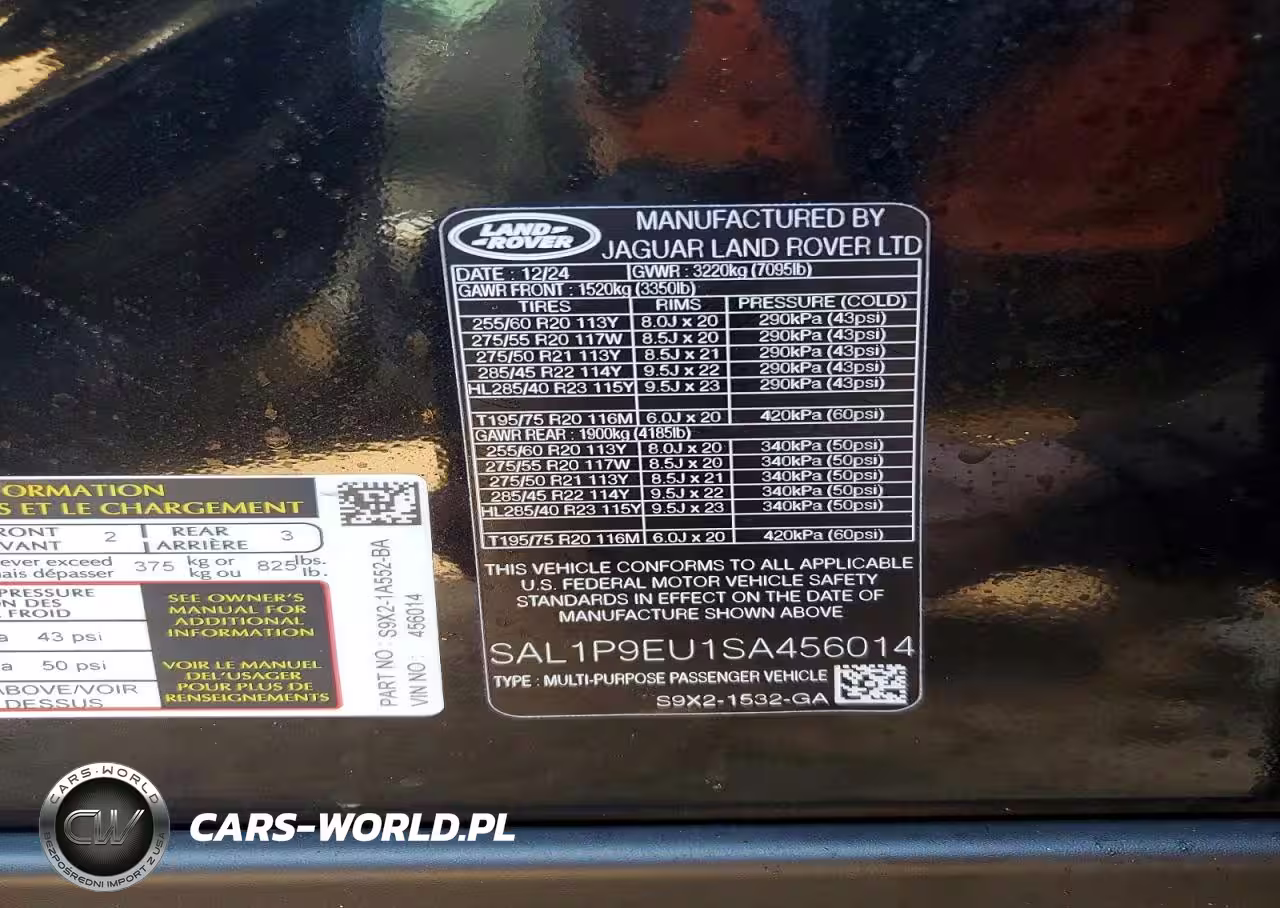 LAND-
-ROVER
MANUFACTURED BY
JAGUAR LAND ROVER LTD
DATE : 12/24 GVWR : 3220kg (7095lb)
GAWR FRONT : 1520kg (3350lb)
TIRES RIMS PRESSURE (COLD)
255/60 R20 113Y 8.0J x 20 290kPa (43psi)
275/55 R20 117W 8.5J x 20 290kPa (43psi)
275/50 R21 113Y 8.5J x 21 290kPa (43psi)
285/45 R22 114Y 9.5J x 22 290kPa (43psi)
HL285/40 R23 115Y 9.5J x 23 290kPa (43psi)
T195/75 R20 116M 6.0J x 20 420kPa (60psi)
GAWR REAR : 1900kg (4185lb)
255/60 R20 113Y 8.0J x 20 340kPa (50psi)
275/55 R20 117W 8.5J x 20 340kPa (50psi)
275/50 R21 113Y 8.5J x 21 340kPa (50psi)
285/45 R22 114Y 9.5J x 22 340kPa (50psi)
HL285/40 R23 115Y 9.5J x 23 340kPa (50psi)
T195/75 R20 116M 6.0J x 20 420kPa (60psi)
THIS VEHICLE CONFORMS TO ALL APPLICABLE
U.S. FEDERAL MOTOR VEHICLE SAFETY
STANDARDS IN EFFECT ON THE DATE OF
MANUFACTURE SHOWN ABOVE
SAL1P9EU1SA456014
TYPE : MULTI-PURPOSE PASSENGER VEHICLE
S9X2-1532-GA
ORMATION
S ET LE CHARGEMENT
RONT 2 REAR 3
VANT ARRIÈRE
ever exceed 375 kg or 825 lbs.
nais dépasser kg ou lb.
PRESSURE
ON DES
FROID
a 43 psi
a 50 psi
ABOVE/VOIR
DESSUS
SEE OWNER'S
MANUAL FOR
ADDITIONAL
INFORMATION
VOIR LE MANUEL
DEL'USAGER
POUR PLUS DE
RENSEIGNEMENTS
PART NO : S9X2-1A552-BA
VIN NO : 456014
CARS-WORLD
CW
BEZPOŚREDNI IMPORT Z USA
CARS-WORLD.PL